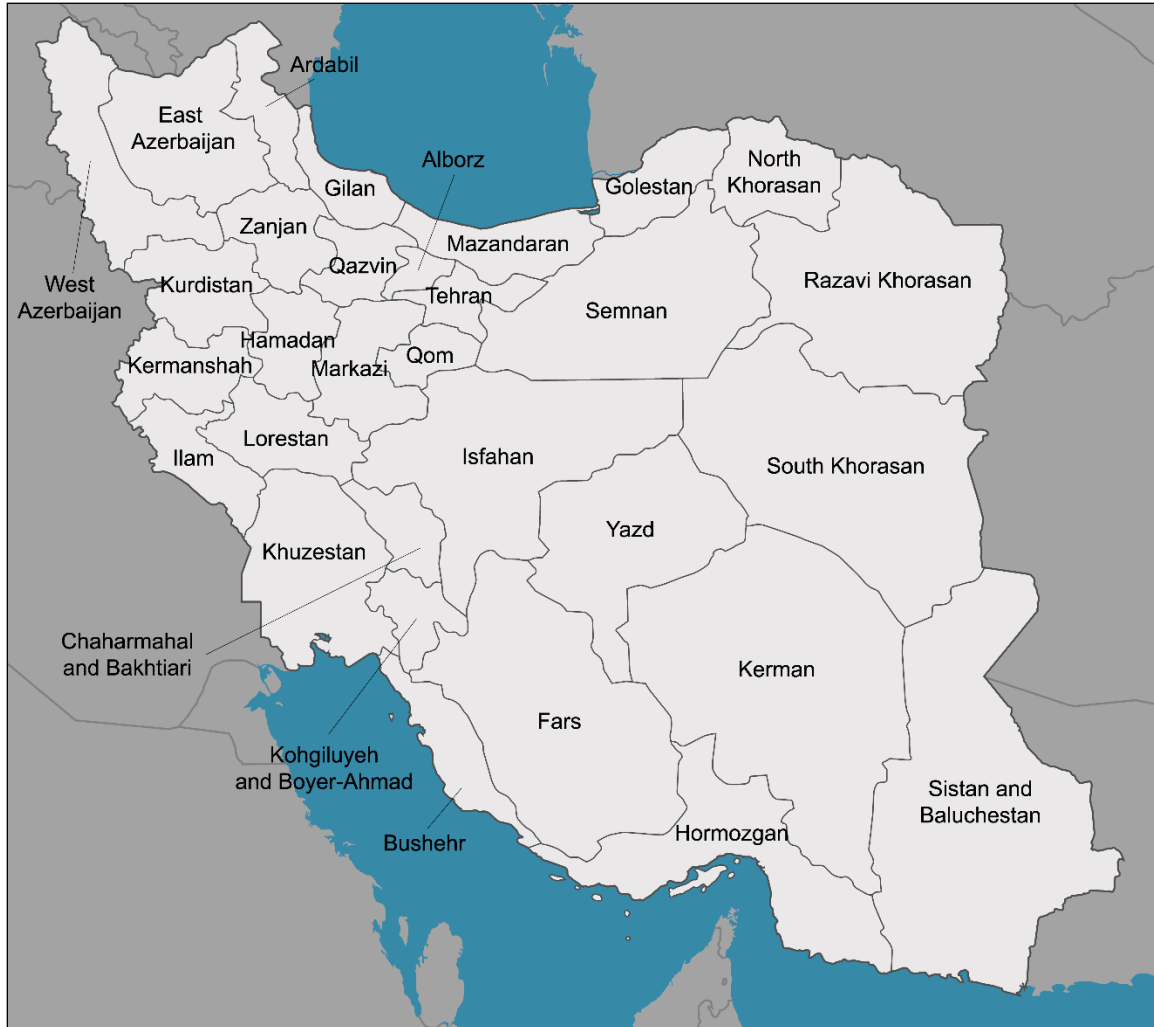 Ardabil
East
Azerbaijan
Alborz
North
Khorasan
Gilan
Golestan
Zanjan
Mazandaran
Qazvin
West
Azerbaijan
Kurdistan
Tehran
Razavi Khorasan
Semnan
Hamadan
Qom
Kermanshah
Markazi
Lorestan
Ilam
Isfahan
South Khorasan
Yazd
Khuzestan
Chaharmahal
and Bakhtiari
Kerman
Fars
Kohgiluyeh
and Boyer-Ahmad
Sistan and
Baluchestan
Hormozgan
Bushehr